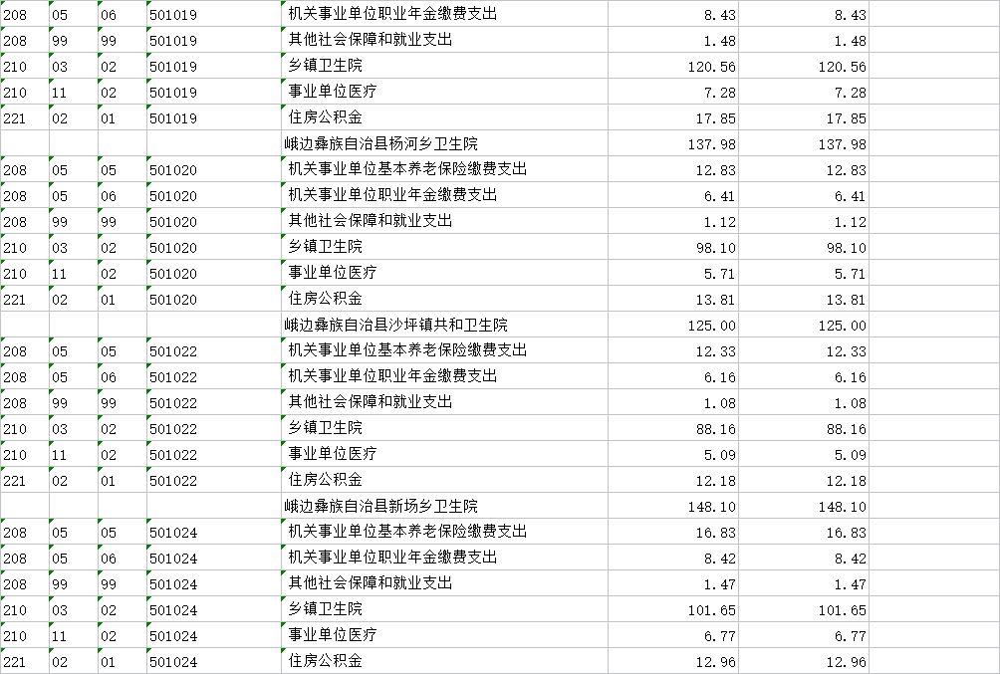 208 05 06 501019 机关事业单位职业年金缴费支出 8.43 8.43
208 99 99 501019 其他社会保障和就业支出 1.48 1.48
210 03 02 501019 乡镇卫生院 120.56 120.56
210 11 02 501019 事业单位医疗 7.28 7.28
221 02 01 501019 住房公积金 17.85 17.85
峨边彝族自治县杨河乡卫生院 137.98 137.98
208 05 05 501020 机关事业单位基本养老保险缴费支出 12.83 12.83
208 05 06 501020 机关事业单位职业年金缴费支出 6.41 6.41
208 99 99 501020 其他社会保障和就业支出 1.12 1.12
210 03 02 501020 乡镇卫生院 98.10 98.10
210 11 02 501020 事业单位医疗 5.71 5.71
221 02 01 501020 住房公积金 13.81 13.81
峨边彝族自治县沙坪镇共和卫生院 125.00 125.00
208 05 05 501022 机关事业单位基本养老保险缴费支出 12.33 12.33
208 05 06 501022 机关事业单位职业年金缴费支出 6.16 6.16
208 99 99 501022 其他社会保障和就业支出 1.08 1.08
210 03 02 501022 乡镇卫生院 88.16 88.16
210 11 02 501022 事业单位医疗 5.09 5.09
221 02 01 501022 住房公积金 12.18 12.18
峨边彝族自治县新场乡卫生院 148.10 148.10
208 05 05 501024 机关事业单位基本养老保险缴费支出 16.83 16.83
208 05 06 501024 机关事业单位职业年金缴费支出 8.42 8.42
208 99 99 501024 其他社会保障和就业支出 1.47 1.47
210 03 02 501024 乡镇卫生院 101.65 101.65
210 11 02 501024 事业单位医疗 6.77 6.77
221 02 01 501024 住房公积金 12.96 12.96